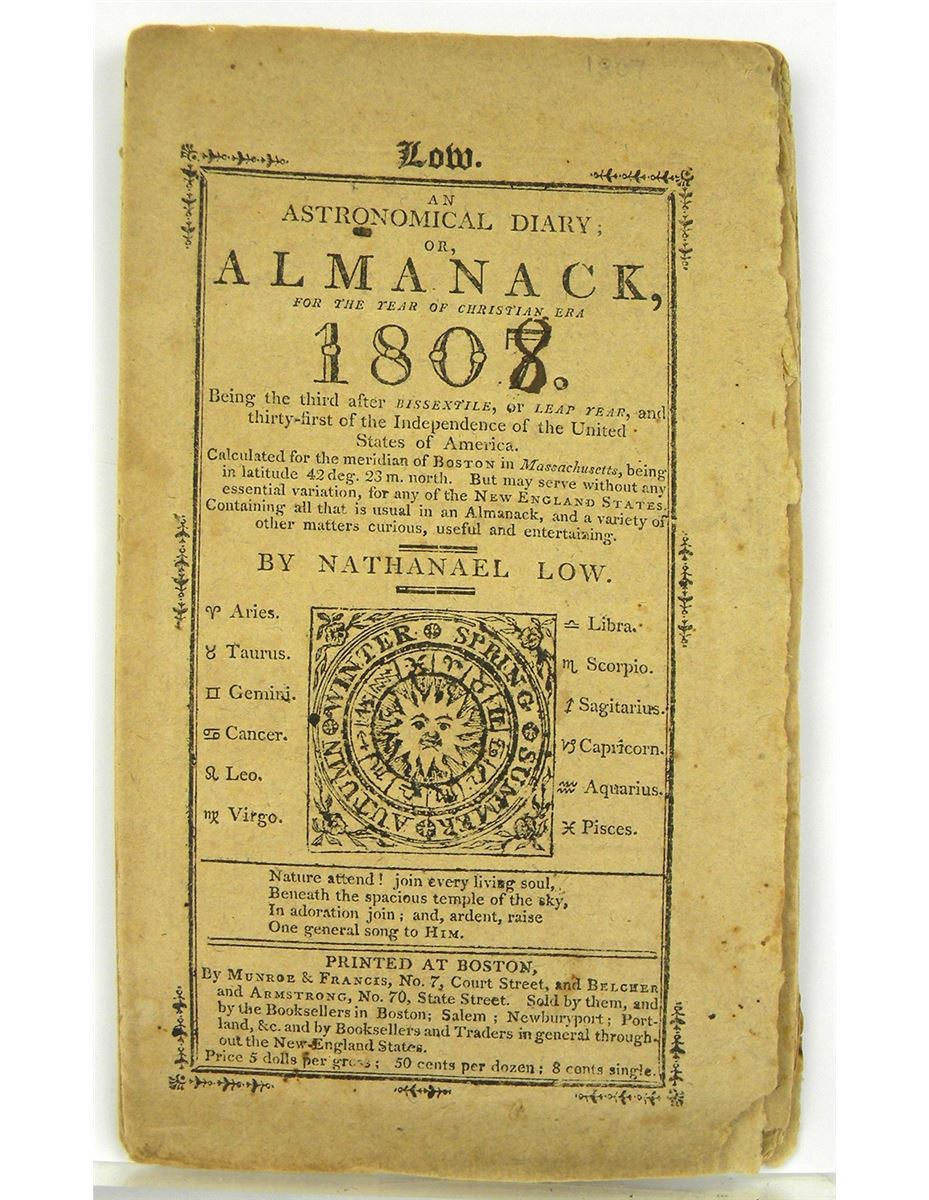 1807
Low.
AN
ASTRONOMICAL DIARY;
OR,
ALMANACK,
FOR THE YEAR OF CHRISTIAN ERA
1808.
Being the third after BISSEXTILE, or LEAP YEAR, and
thirty-first of the Independence of the United
States of America.
Calculated for the meridian of BOSTON in Massachusetts, being
in latitude 42 deg. 23 m. north. But may serve without any
essential variation, for any of the NEW ENGLAND STATES.
Containing all that is usual in an Almanack, and a variety of
other matters curious, useful and entertaining.
BY NATHANAEL LOW.
♈ Aries.
♉ Taurus.
♊ Gemini.
♋ Cancer.
♌ Leo.
♍ Virgo.
WINTER SPRING SUMMER AUTUMN
♎ Libra.
♏ Scorpio.
♐ Sagitarius.
♑ Capricorn.
♒ Aquarius.
♓ Pisces.
Nature attend! join every living soul,
Beneath the spacious temple of the sky,
In adoration join; and, ardent, raise
One general song to HIM.
PRINTED AT BOSTON,
By MUNROE & FRANCIS, No. 7, Court Street, and BELCHER
and ARMSTRONG, No. 70, State Street. Sold by them, and
by the Booksellers in Boston; Salem; Newburyport; Port-
land, &c. and by Booksellers and Traders in general through-
out the New-England States.
Price 5 dolls per gross; 50 cents per dozen; 8 cents single.